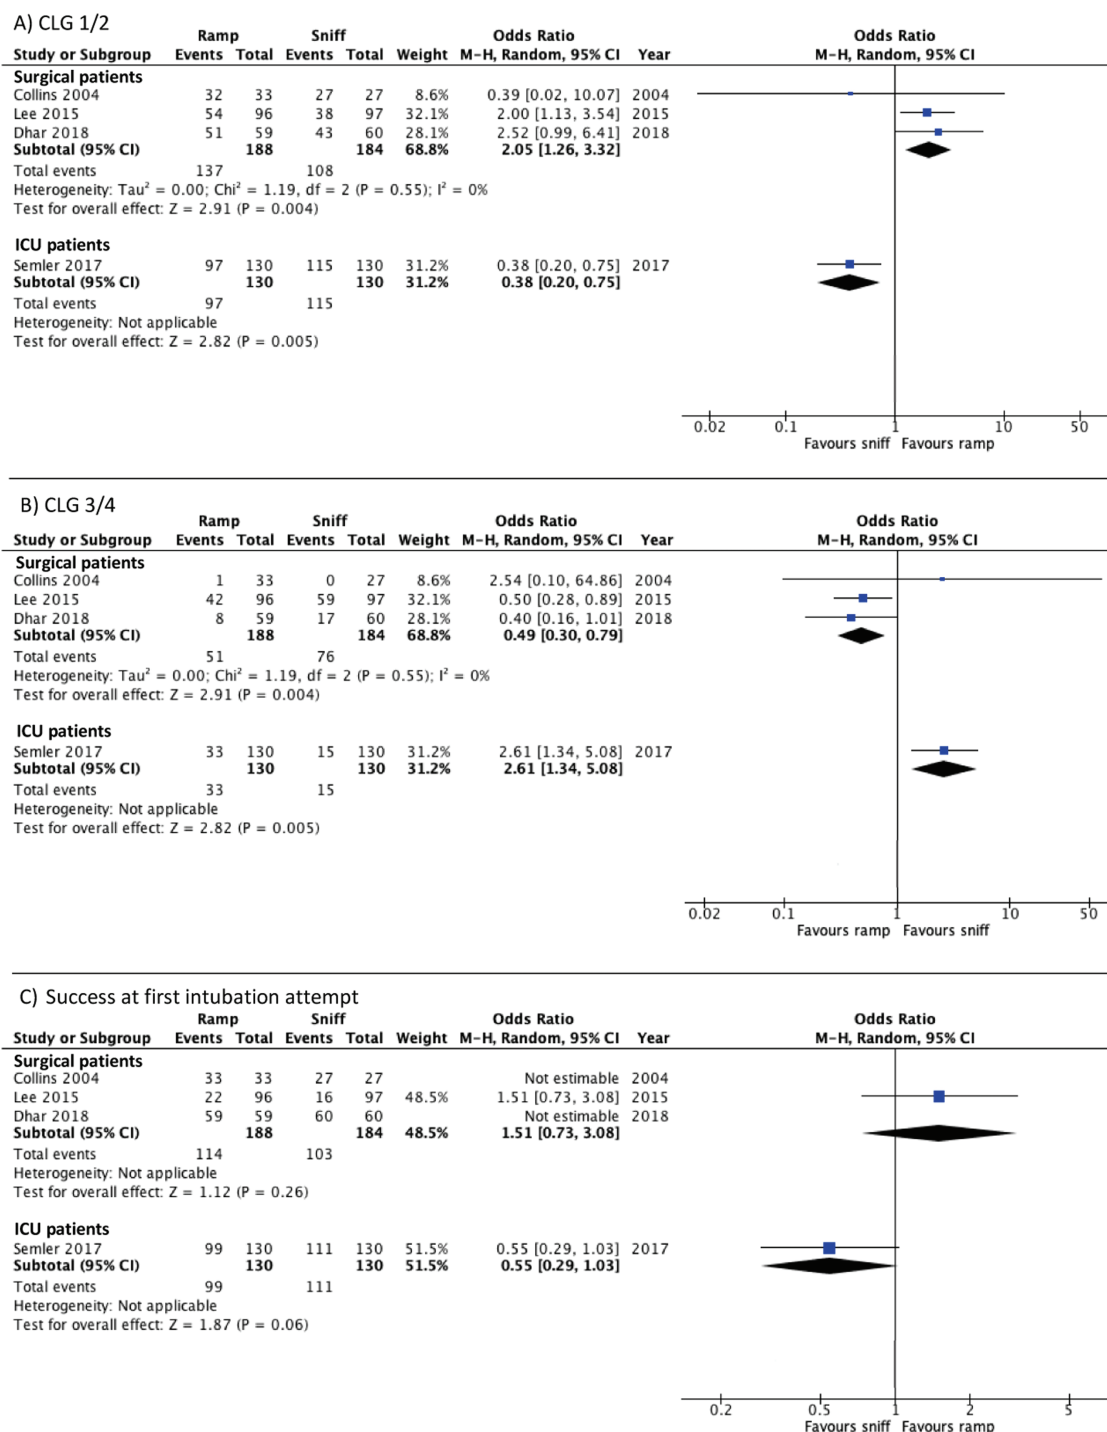 A) CLG 1/2
Ramp Sniff Odds Ratio Odds Ratio
Study or Subgroup Events Total Events Total Weight M-H, Random, 95% CI Year M-H, Random, 95% CI
Surgical patients
Collins 2004 32 33 27 27 8.6% 0.39 [0.02, 10.07] 2004
Lee 2015 54 96 38 97 32.1% 2.00 [1.13, 3.54] 2015
Dhar 2018 51 59 43 60 28.1% 2.52 [0.99, 6.41] 2018
Subtotal (95% CI) 188 184 68.8% 2.05 [1.26, 3.32]
Total events 137 108
Heterogeneity: Tau² = 0.00; Chi² = 1.19, df = 2 (P = 0.55); I² = 0%
Test for overall effect: Z = 2.91 (P = 0.004)
ICU patients
Semler 2017 97 130 115 130 31.2% 0.38 [0.20, 0.75] 2017
Subtotal (95% CI) 130 130 31.2% 0.38 [0.20, 0.75]
Total events 97 115
Heterogeneity: Not applicable
Test for overall effect: Z = 2.82 (P = 0.005)
0.02 0.1 1 10 50
Favours sniff Favours ramp
B) CLG 3/4
Ramp Sniff Odds Ratio Odds Ratio
Study or Subgroup Events Total Events Total Weight M-H, Random, 95% CI Year M-H, Random, 95% CI
Surgical patients
Collins 2004 1 33 0 27 8.6% 2.54 [0.10, 64.86] 2004
Lee 2015 42 96 59 97 32.1% 0.50 [0.28, 0.89] 2015
Dhar 2018 8 59 17 60 28.1% 0.40 [0.16, 1.01] 2018
Subtotal (95% CI) 188 184 68.8% 0.49 [0.30, 0.79]
Total events 51 76
Heterogeneity: Tau² = 0.00; Chi² = 1.19, df = 2 (P = 0.55); I² = 0%
Test for overall effect: Z = 2.91 (P = 0.004)
ICU patients
Semler 2017 33 130 15 130 31.2% 2.61 [1.34, 5.08] 2017
Subtotal (95% CI) 130 130 31.2% 2.61 [1.34, 5.08]
Total events 33 15
Heterogeneity: Not applicable
Test for overall effect: Z = 2.82 (P = 0.005)
0.02 0.1 1 10 50
Favours ramp Favours sniff
C) Success at first intubation attempt
Ramp Sniff Odds Ratio Odds Ratio
Study or Subgroup Events Total Events Total Weight M-H, Random, 95% CI Year M-H, Random, 95% CI
Surgical patients
Collins 2004 33 33 27 27 Not estimable 2004
Lee 2015 22 96 16 97 48.5% 1.51 [0.73, 3.08] 2015
Dhar 2018 59 59 60 60 Not estimable 2018
Subtotal (95% CI) 188 184 48.5% 1.51 [0.73, 3.08]
Total events 114 103
Heterogeneity: Not applicable
Test for overall effect: Z = 1.12 (P = 0.26)
ICU patients
Semler 2017 99 130 111 130 51.5% 0.55 [0.29, 1.03] 2017
Subtotal (95% CI) 130 130 51.5% 0.55 [0.29, 1.03]
Total events 99 111
Heterogeneity: Not applicable
Test for overall effect: Z = 1.87 (P = 0.06)
0.2 0.5 1 2 5
Favours sniff Favours ramp